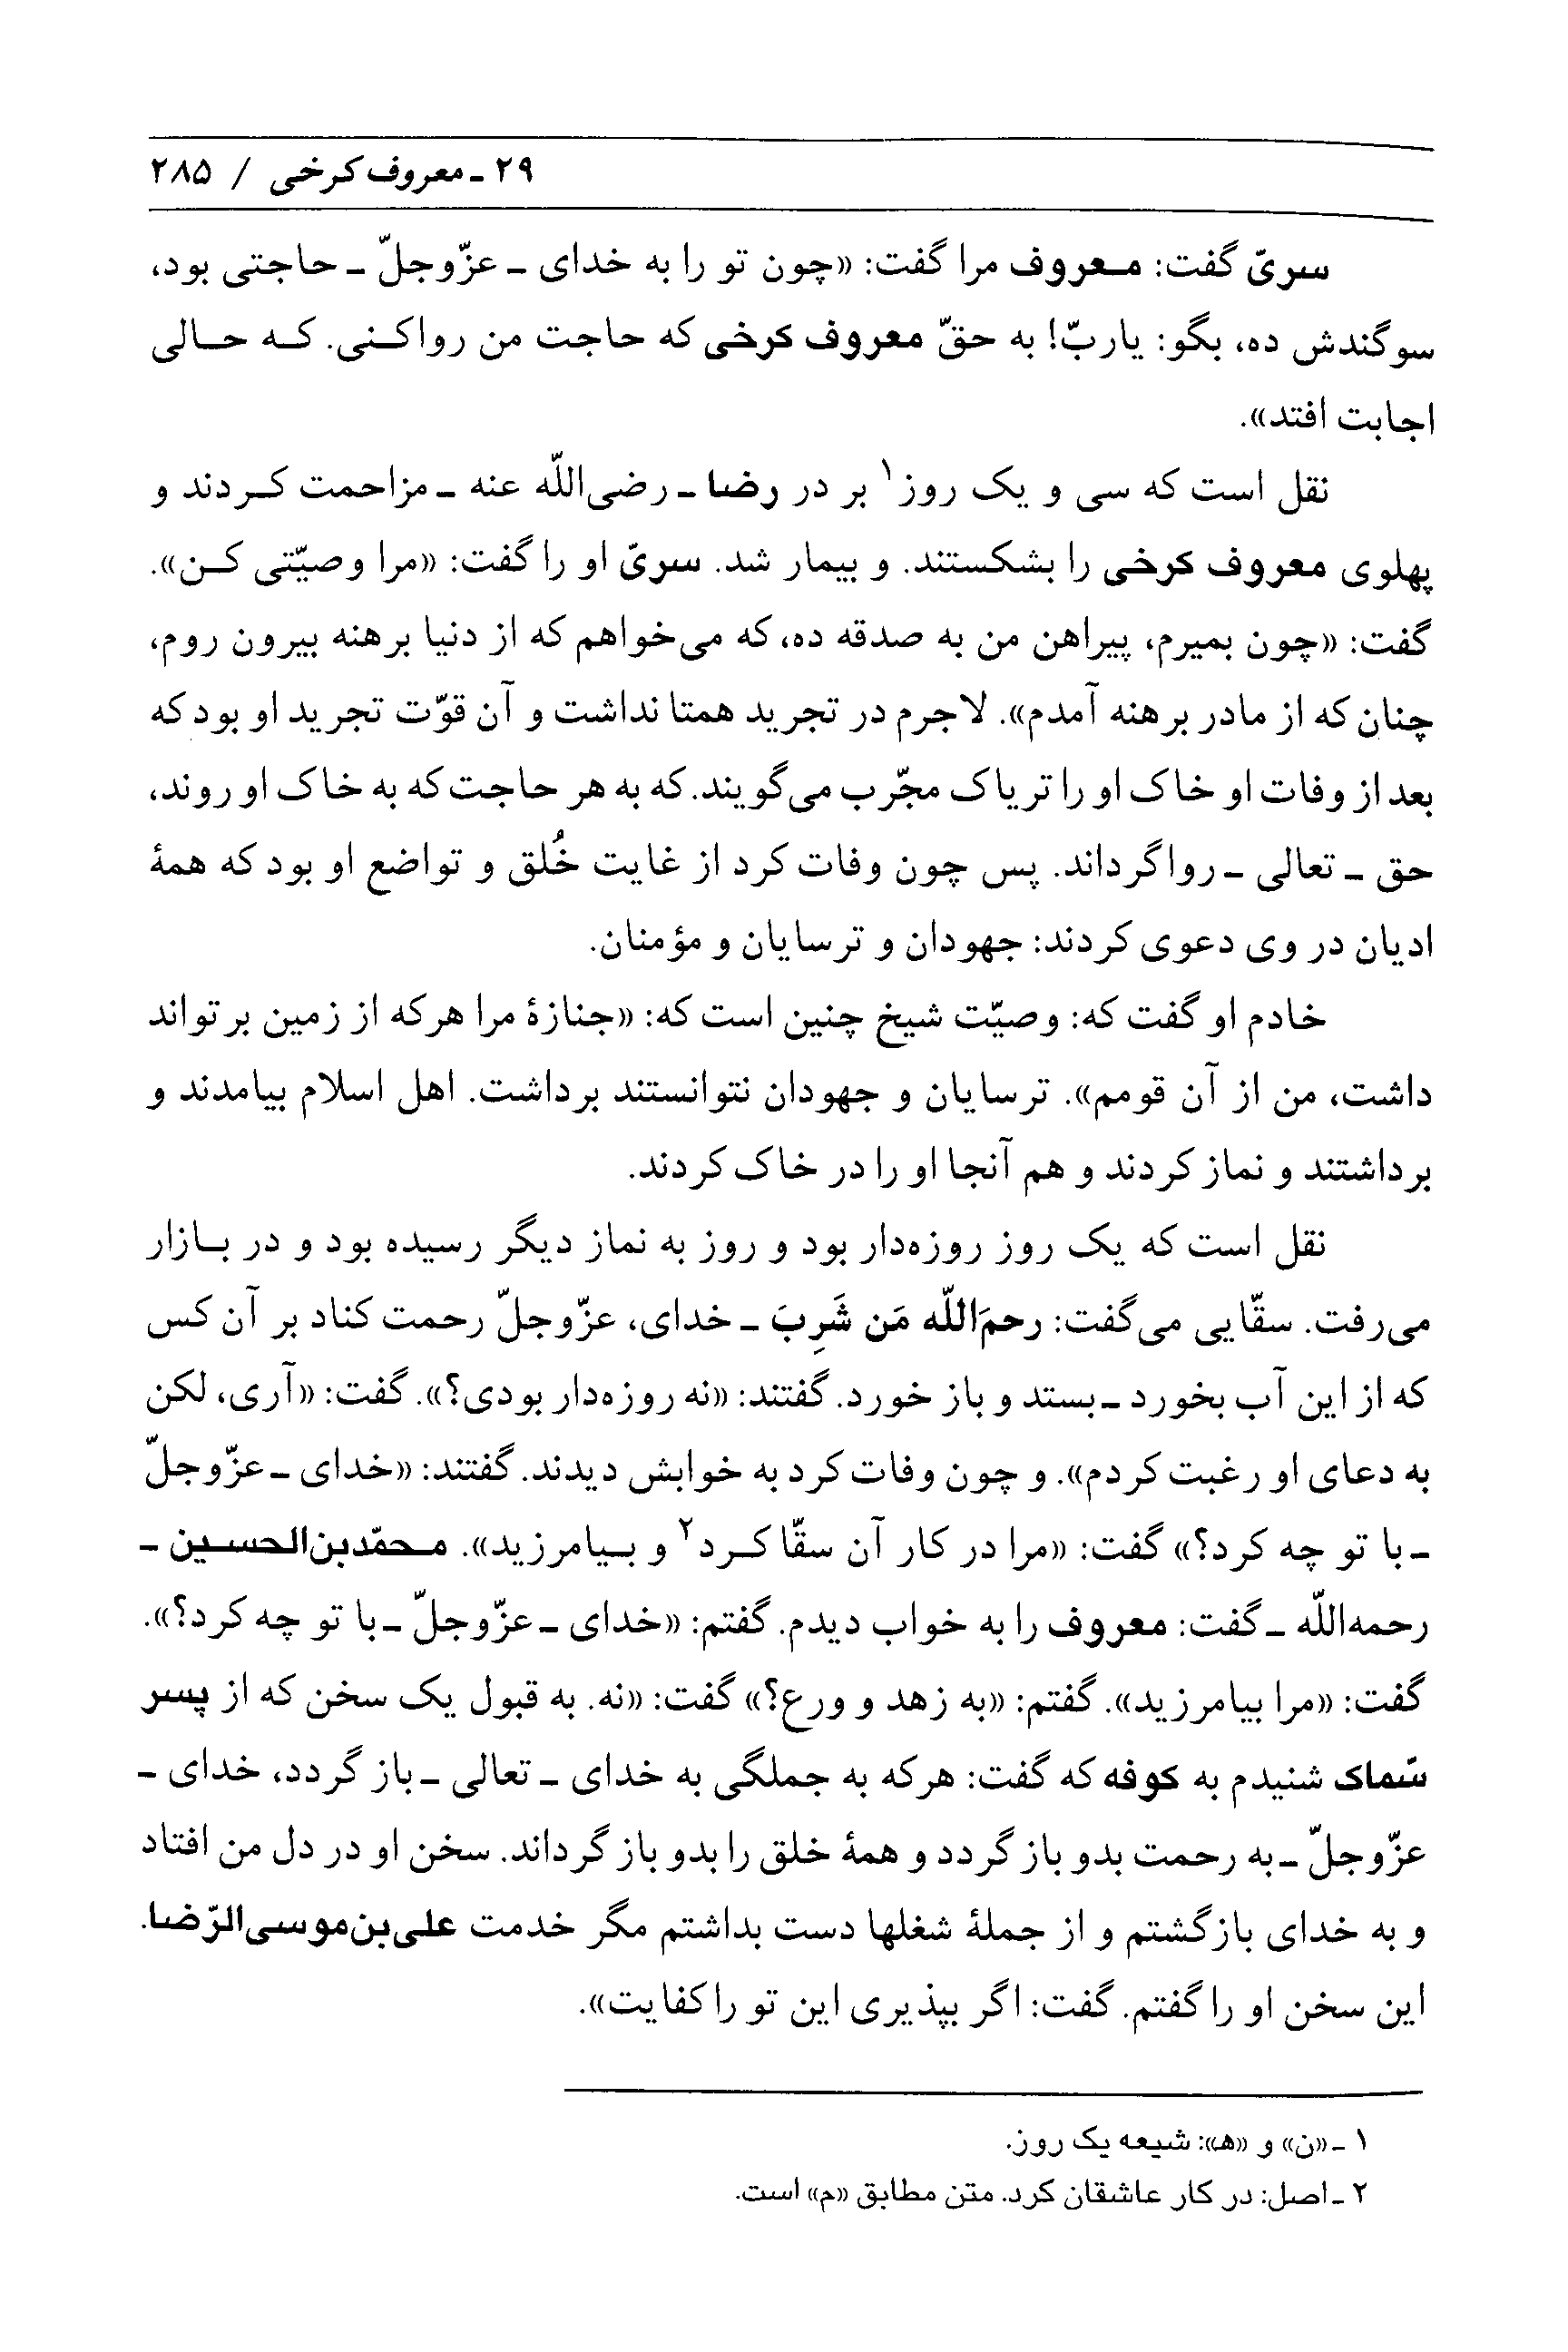 ۲۹ ـ معروف کرخی / ۲۸۵
سریّ گفت: معروف مرا گفت: «چون تو را به خدای ـ عزّوجلّ ـ حاجتی بود،
سوگندش ده، بگو: یاربّ! به حقّ معروف کرخی که حاجت من رواکنی. که حالی
اجابت افتد».
نقل است که سی و یک روز۱ بر در رضا ـ رضی‌اللّه عنه ـ مزاحمت کردند و
پهلوی معروف کرخی را بشکستند. و بیمار شد. سریّ او را گفت: «مرا وصیّتی کن».
گفت: «چون بمیرم، پیراهن من به صدقه ده، که می‌خواهم که از دنیا برهنه بیرون روم،
چنان که از مادر برهنه آمدم». لاجرم در تجرید همتا نداشت و آن قوّت تجرید او بود که
بعد از وفات او خاک او را تریاک مجّرب می‌گویند. که به هر حاجت که به خاک او روند،
حق ـ تعالی ـ رواگرداند. پس چون وفات کرد از غایت خُلق و تواضع او بود که همهٔ
ادیان در وی دعوی کردند: جهودان و ترسایان و مؤمنان.
خادم او گفت که: وصیّت شیخ چنین است که: «جنازهٔ مرا هرکه از زمین برتواند
داشت، من از آن قومم». ترسایان و جهودان نتوانستند برداشت. اهل اسلام بیامدند و
برداشتند و نماز کردند و هم آنجا او را در خاک کردند.
نقل است که یک روز روزه‌دار بود و روز به نماز دیگر رسیده بود و در بازار
می‌رفت. سقّایی می‌گفت: رحمَ‌اللّه مَن شَرِبَ ـ خدای، عزّوجلّ رحمت کناد بر آن کس
که از این آب بخورد ـ بستد و باز خورد. گفتند: «نه روزه‌دار بودی؟». گفت: «آری، لکن
به دعای او رغبت کردم». و چون وفات کرد به خوابش دیدند. گفتند: «خدای ـ عزّوجلّ
ـ با تو چه کرد؟» گفت: «مرا در کار آن سقّا کرد۲ و بیامرزید». محمّدبن‌الحسین ـ
رحمه‌اللّه ـ گفت: معروف را به خواب دیدم. گفتم: «خدای ـ عزّوجلّ ـ با تو چه کرد؟».
گفت: «مرا بیامرزید». گفتم: «به زهد و ورع؟» گفت: «نه. به قبول یک سخن که از پسر
سّماک شنیدم به کوفه که گفت: هرکه به جملگی به خدای ـ تعالی ـ باز گردد، خدای ـ
عزّوجلّ ـ به رحمت بدو باز گردد و همهٔ خلق را بدو باز گرداند. سخن او در دل من افتاد
و به خدای بازگشتم و از جملهٔ شغلها دست بداشتم مگر خدمت علی‌بن‌موسی‌الرّضا.
این سخن او را گفتم. گفت: اگر بپذیری این تو را کفایت».
۱ ـ «ن» و «ه‍»: شیعه یک روز.
۲ ـ اصل: در کار عاشقان کرد. متن مطابق «م» است.